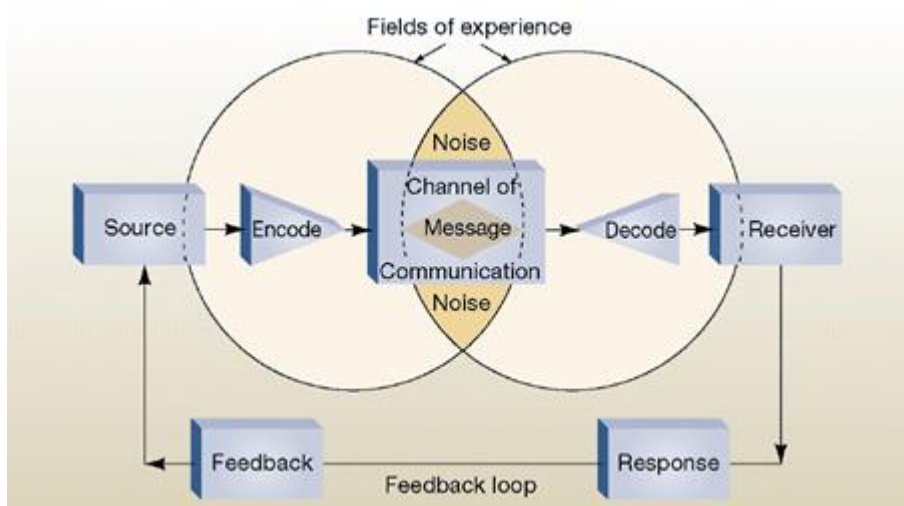 Fields of experience
Noise
Channel of
Source
Encode
Message
Decode
Receiver
Communication
Noise
Feedback
Response
Feedback loop